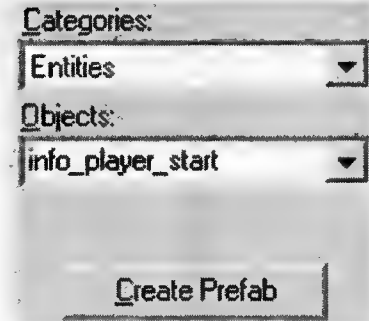 Categories:
Entities
Objects:
info_player_start
Create Prefab